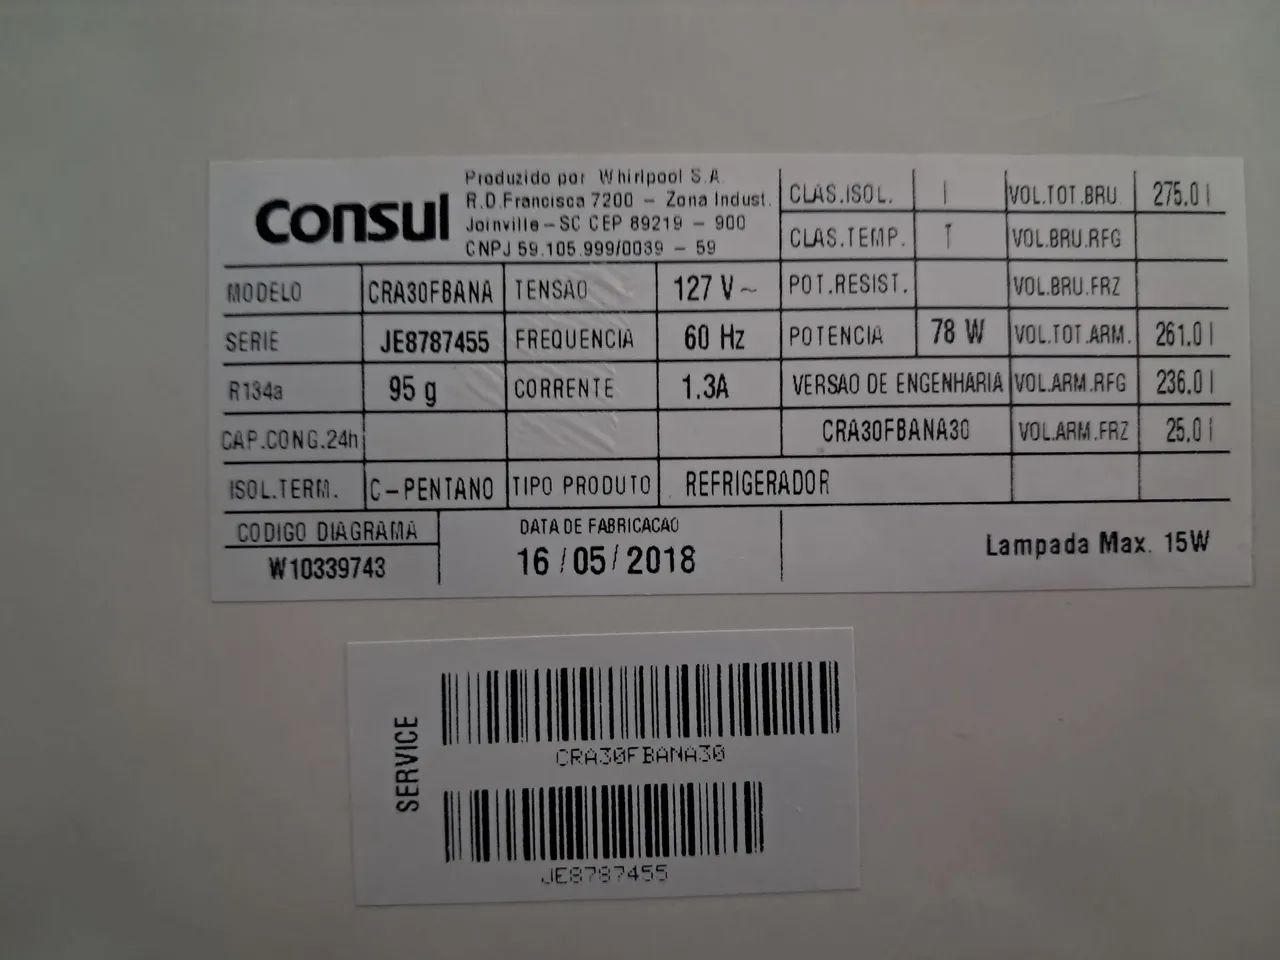 Consul
Produzido por Whirlpool S.A.
R.D.Francisca 7200 - Zona Indust.
Joinville-SC CEP 89219 - 900
CNPJ 59.105.999/0039 - 59
CLAS.ISOL. I VOL.TOT.BRU. 275.0 l
CLAS.TEMP. T VOL.BRU.RFG
MODELO CRA30FBANA TENSAO 127 V~ POT.RESIST. VOL.BRU.FRZ
SERIE JE8787455 FREQUENCIA 60 Hz POTENCIA 78 W VOL.TOT.ARM. 261.0 l
R134a 95 g CORRENTE 1.3A VERSAO DE ENGENHARIA VOL.ARM.RFG 236.0 l
CAP.CONG.24h CRA30FBANA30 VOL.ARM.FRZ 25.0 l
ISOL.TERM. C-PENTANO TIPO PRODUTO REFRIGERADOR
CODIGO DIAGRAMA DATA DE FABRICACAO
W10339743 16/05/2018 Lampada Max. 15W
SERVICE
CRA30FBANA30
JE8787455